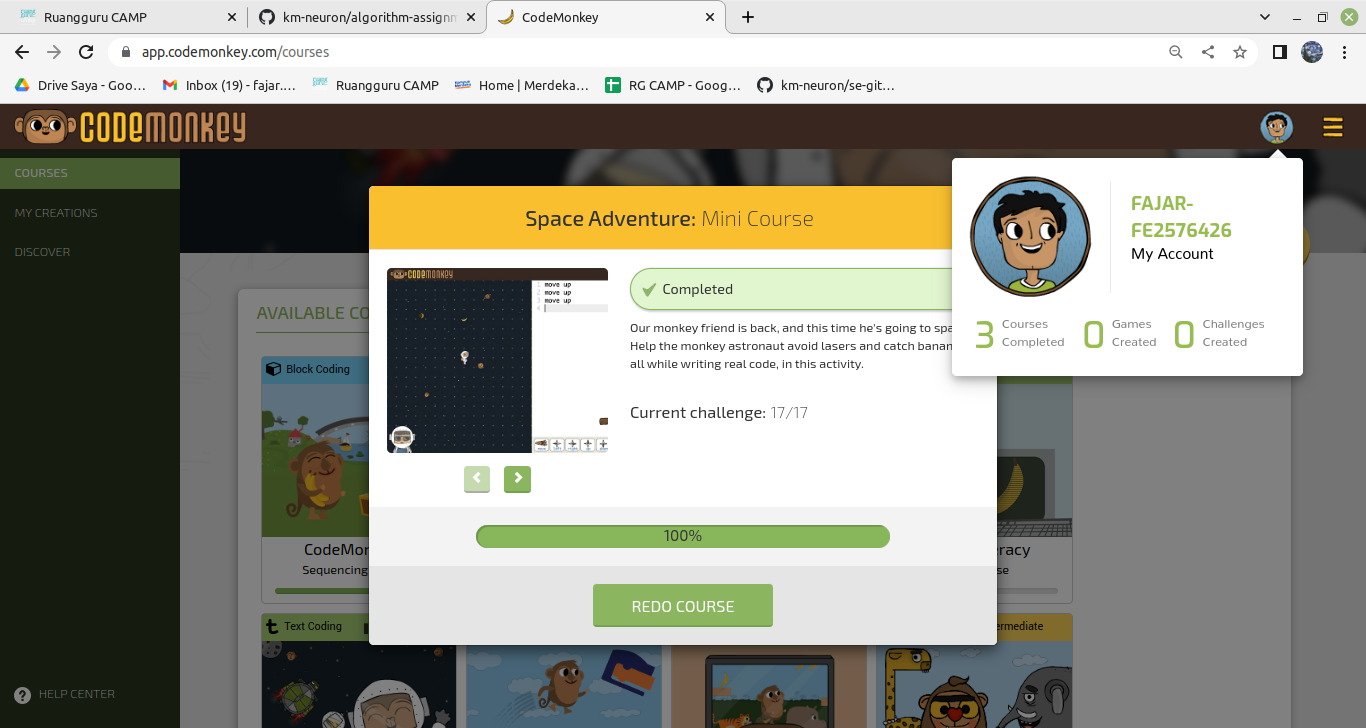 Ruangguru CAMP
km-neuron/algorithm-assignm
CodeMonkey
app.codemonkey.com/courses
Drive Saya - Goo…
Inbox (19) - fajar.…
Ruangguru CAMP
Home | Merdeka…
RG CAMP - Goog…
km-neuron/se-git…
CODEMONKEY
COURSES
MY CREATIONS
DISCOVER
HELP CENTER
FAJAR-
FE2576426
My Account
3 Courses Completed
0 Games Created
0 Challenges Created
Space Adventure: Mini Course
CODEMONKEY
1 move up
2 move up
3 move up
4
Completed
Our monkey friend is back, and this time he's going to spa
Help the monkey astronaut avoid lasers and catch banan
all while writing real code, in this activity.
Current challenge: 17/17
100%
REDO COURSE
AVAILABLE CO
Block Coding
CodeMon
Sequencing
racy
se
Text Coding
ermediate